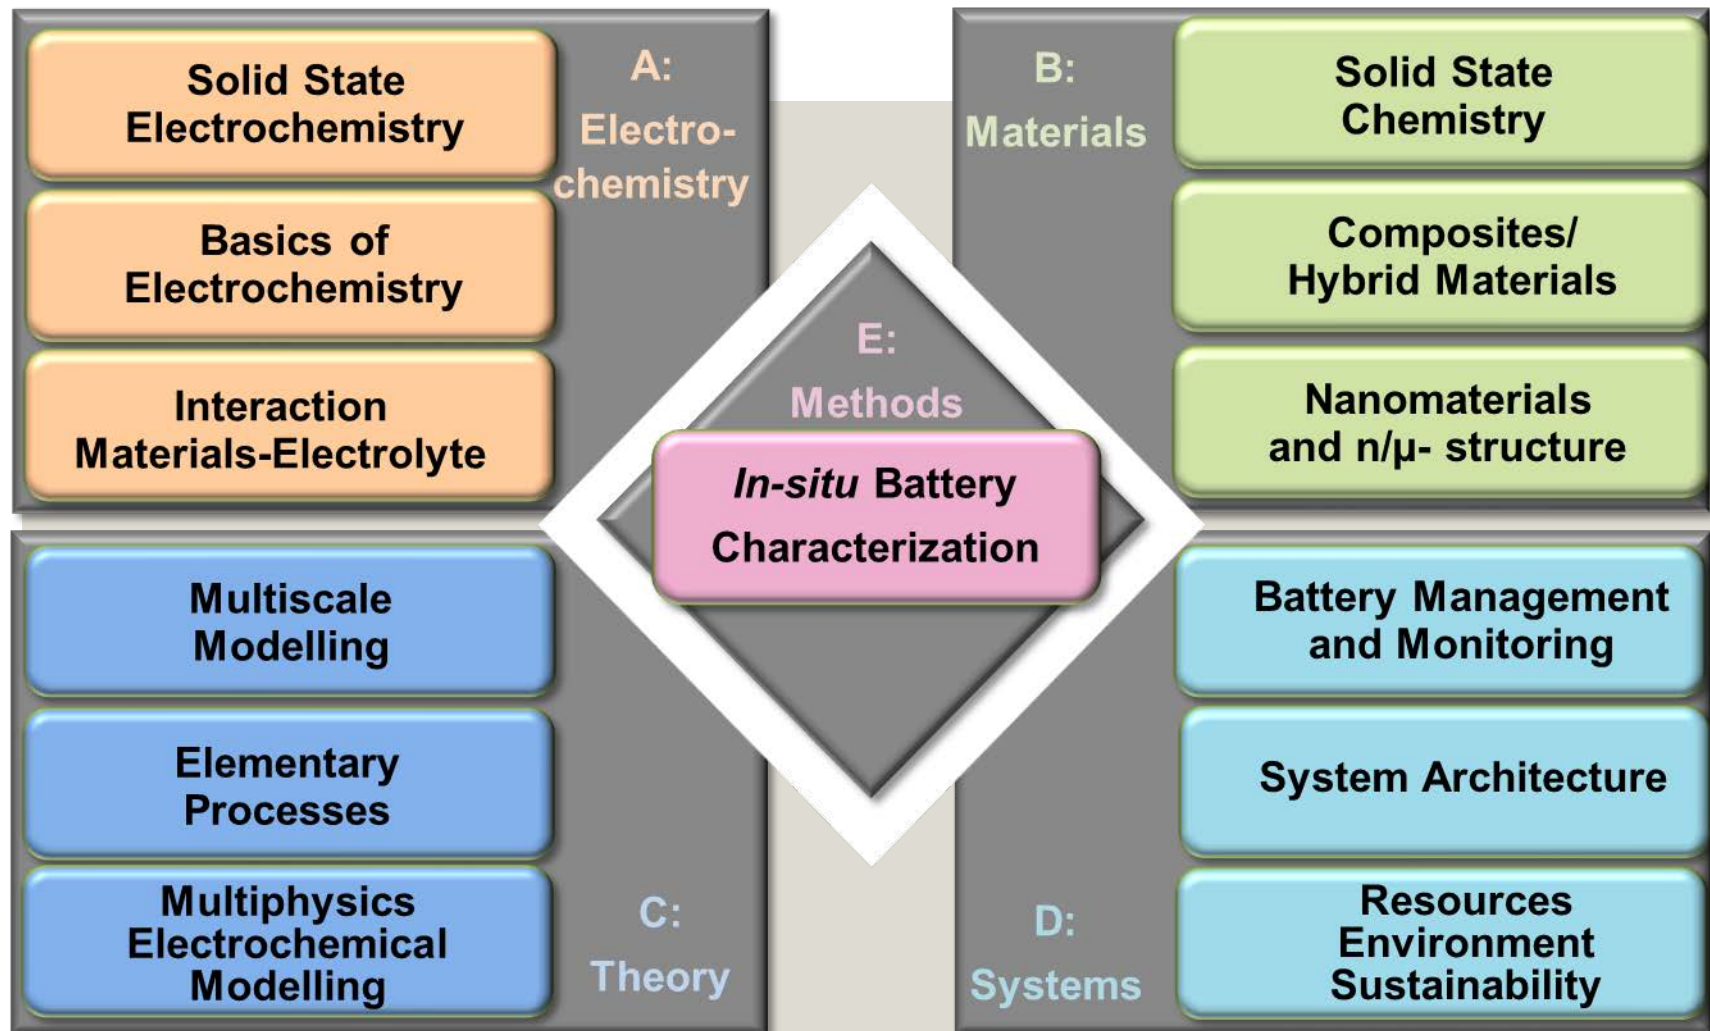 Solid State
Electrochemistry
Basics of
Electrochemistry
Interaction
Materials-Electrolyte
A:
Electro-
chemistry
B:
Materials
Solid State
Chemistry
Composites/
Hybrid Materials
Nanomaterials
and n/µ- structure
E:
Methods
In-situ Battery
Characterization
Multiscale
Modelling
Elementary
Processes
Multiphysics
Electrochemical
Modelling
C:
Theory
D:
Systems
Battery Management
and Monitoring
System Architecture
Resources
Environment
Sustainability